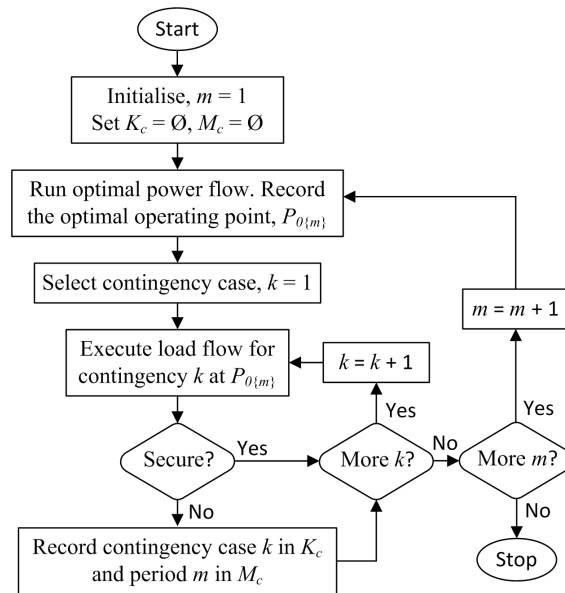 Start
Initialise, m = 1
Set K_c = Ø, M_c = Ø
Run optimal power flow. Record
the optimal operating point, P_0{m}
Select contingency case, k = 1
m = m + 1
Execute load flow for
contingency k at P_0{m}
k = k + 1
Yes
Yes
Secure?
Yes
More k?
No
More m?
No
No
Record contingency case k in K_c
and period m in M_c
Stop